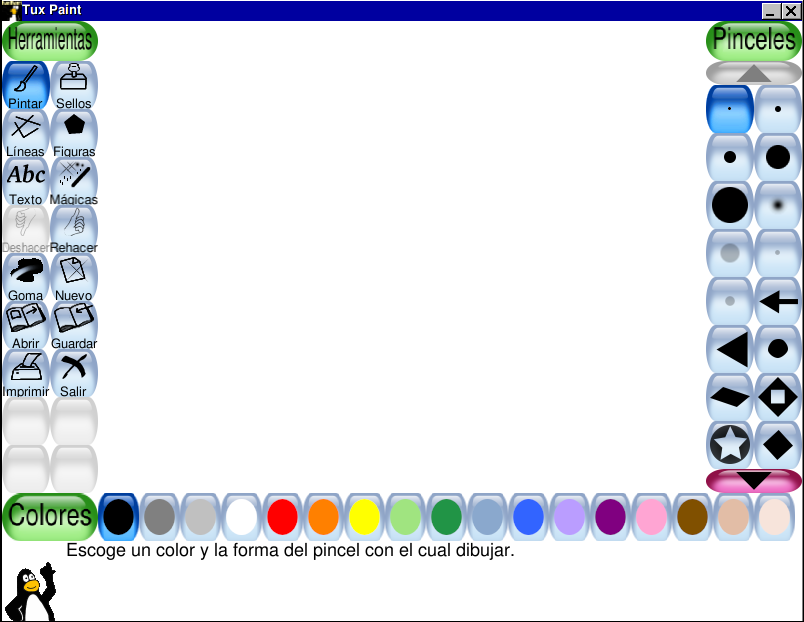 Tux Paint
Herramientas
Pinceles
Pintar Sellos
Líneas Figuras
Abc
Texto Mágicas
Deshacer Rehacer
Goma Nuevo
Abrir Guardar
Imprimir Salir
Colores
Escoge un color y la forma del pincel con el cual dibujar.